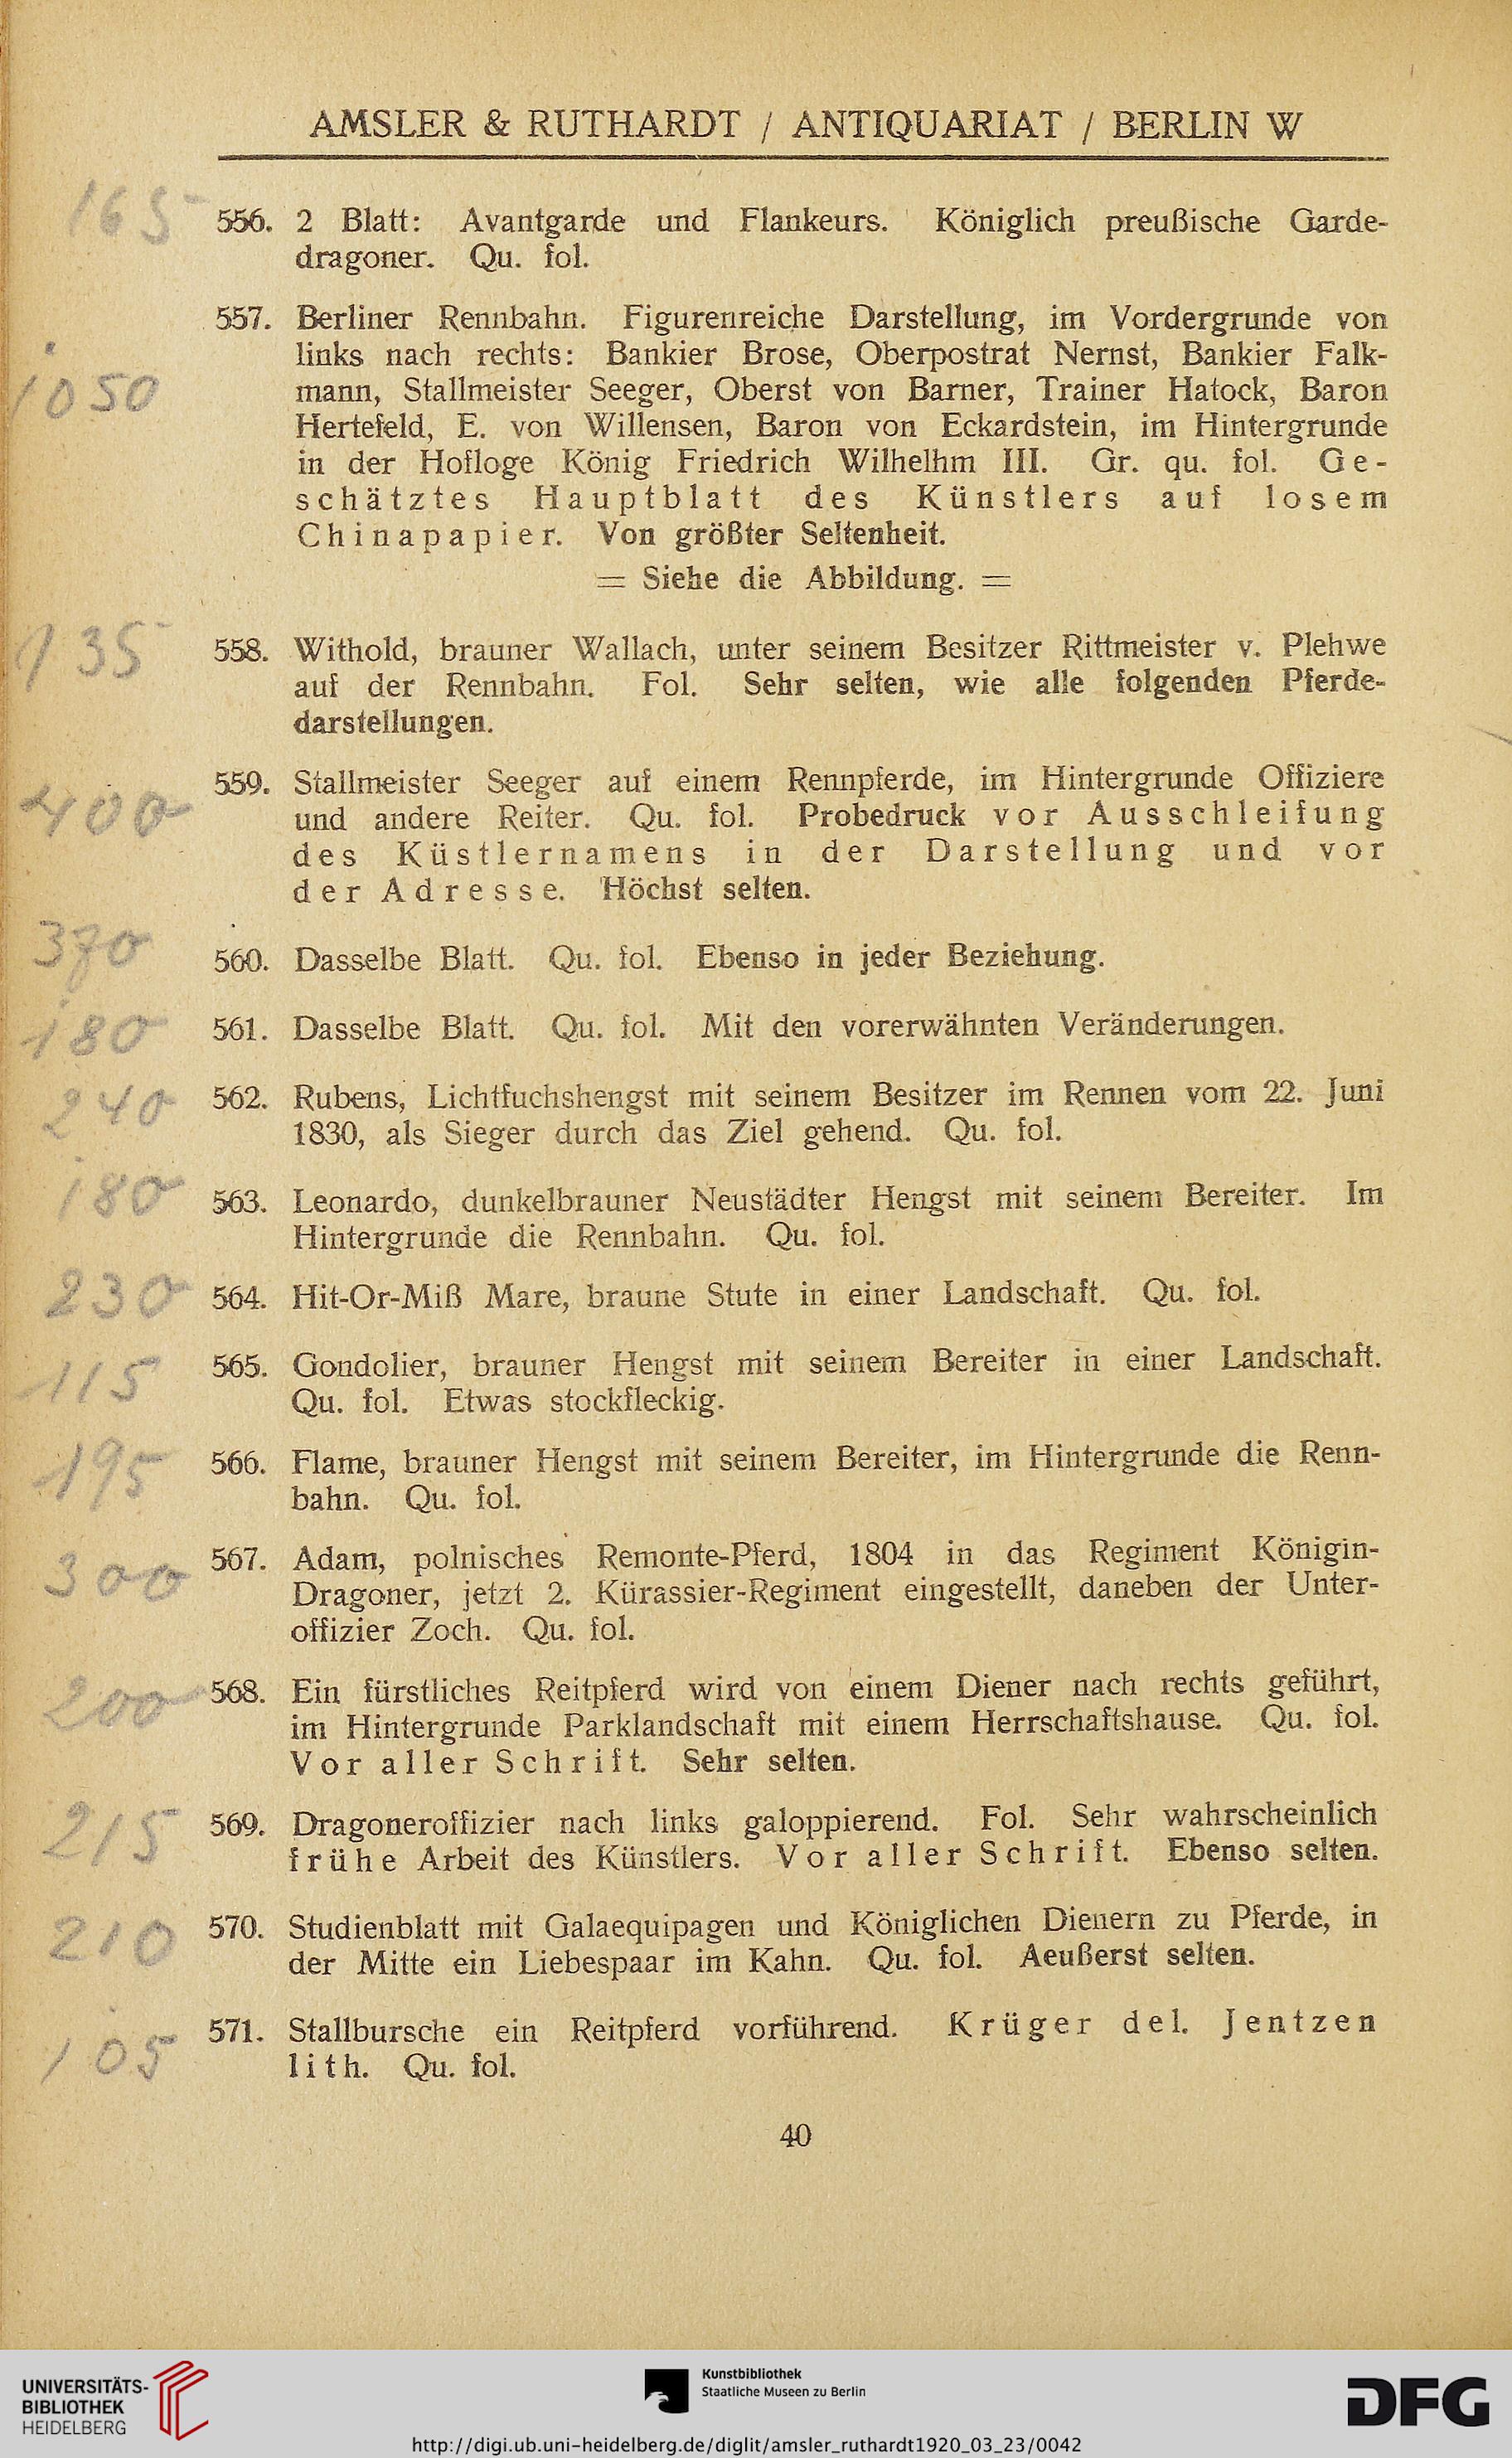 AMSLER & RUTHARDT / ANTIQUARIAT / BERLIN W
165 556. 2 Blatt: Avantgarde und Flankeurs. Königlich preußische Garde-
dragoner. Qu. fol.
557. Berliner Rennbahn. Figurenreiche Darstellung, im Vordergrunde von
links nach rechts: Bankier Brose, Oberpostrat Nernst, Bankier Falk-
1050 mann, Stallmeister Seeger, Oberst von Barner, Trainer Hatock, Baron
Hertefeld, E. von Willensen, Baron von Eckardstein, im Hintergrunde
in der Hofloge König Friedrich Wilhelhm III. Gr. qu. fol. Ge-
schätztes Hauptblatt des Künstlers auf losem
Chinapapier. Von größter Seltenheit.
= Siehe die Abbildung. =
135 558. Withold, brauner Wallach, unter seinem Besitzer Rittmeister v. Plehwe
auf der Rennbahn. Fol. Sehr selten, wie alle folgenden Pferde-
darstellungen.
400 559. Stallmeister Seeger auf einem Rennpferde, im Hintergrunde Offiziere
und andere Reiter. Qu. fol. Probedruck vor Ausschleifung
des Küstlernamens in der Darstellung und vor
der Adresse. Höchst selten.
370 560. Dasselbe Blatt. Qu. fol. Ebenso in jeder Beziehung.
180 561. Dasselbe Blatt. Qu. fol. Mit den vorerwähnten Veränderungen.
240 562. Rubens, Lichtfuchshengst mit seinem Besitzer im Rennen vom 22. Juni
1830, als Sieger durch das Ziel gehend. Qu. fol.
180 563. Leonardo, dunkelbrauner Neustädter Hengst mit seinem Bereiter. Im
Hintergrunde die Rennbahn. Qu. fol.
230 564. Hit-Or-Miß Mare, braune Stute in einer Landschaft. Qu. fol.
115 565. Gondolier, brauner Hengst mit seinem Bereiter in einer Landschaft.
Qu. fol. Etwas stockfleckig.
195 566. Flame, brauner Hengst mit seinem Bereiter, im Hintergrunde die Renn-
bahn. Qu. fol.
300 567. Adam, polnisches Remonte-Pferd, 1804 in das Regiment Königin-
Dragoner, jetzt 2. Kürassier-Regiment eingestellt, daneben der Unter-
offizier Zoch. Qu. fol.
200 568. Ein fürstliches Reitpferd wird von einem Diener nach rechts geführt,
im Hintergrunde Parklandschaft mit einem Herrschaftshause. Qu. fol.
Vor aller Schrift. Sehr selten.
215 569. Dragoneroffizier nach links galoppierend. Fol. Sehr wahrscheinlich
frühe Arbeit des Künstlers. Vor aller Schrift. Ebenso selten.
210 570. Studienblatt mit Galaequipagen und Königlichen Dienern zu Pferde, in
der Mitte ein Liebespaar im Kahn. Qu. fol. Aeußerst selten.
105 571. Stallbursche ein Reitpferd vorführend. Krüger del. Jentzen
lith. Qu. fol.
40
UNIVERSITÄTS-
BIBLIOTHEK
HEIDELBERG
Kunstbibliothek
Staatliche Museen zu Berlin
DFG
http://digi.ub.uni-heidelberg.de/diglit/amsler_ruthardt1920_03_23/0042